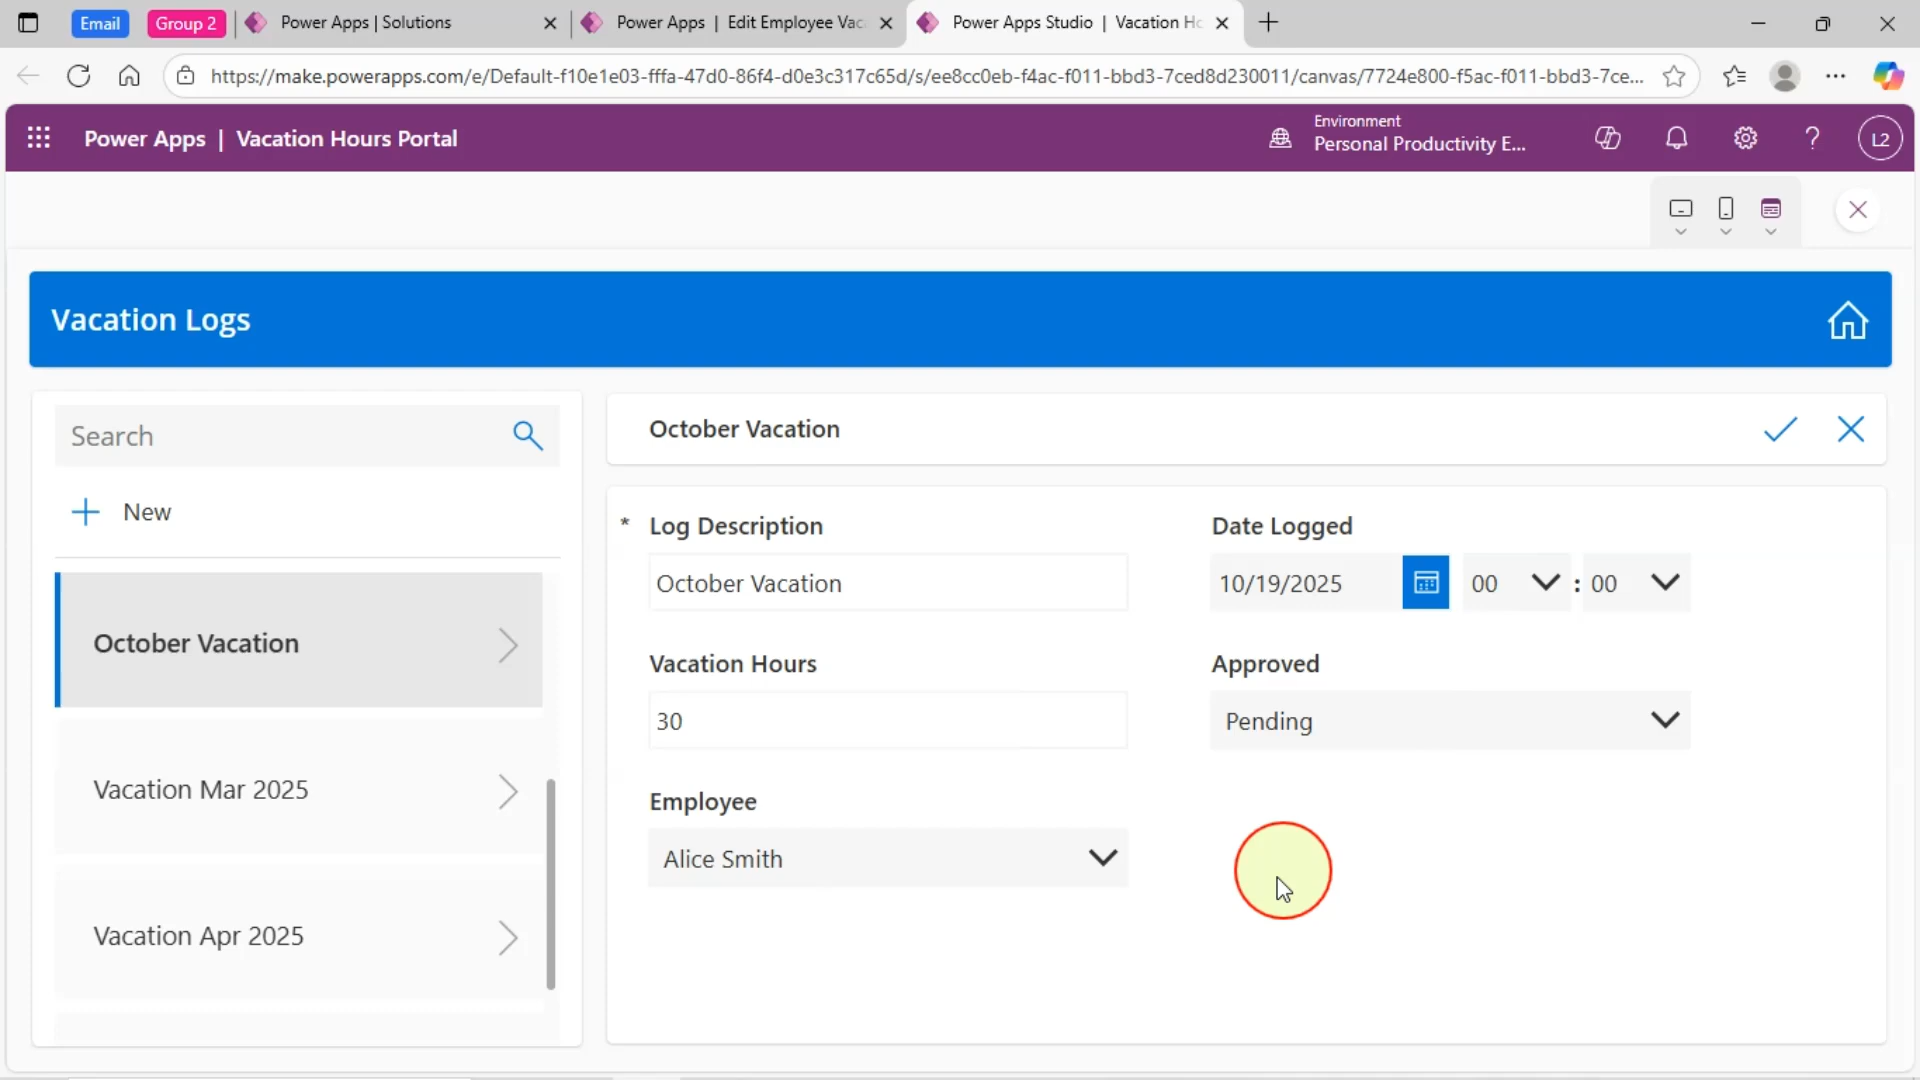 Email
Group 2
Power Apps | Solutions
Power Apps | Edit Employee Vac
Power Apps Studio | Vacation Ho
https://make.powerapps.com/e/Default-f10e1e03-fffa-47d0-86f4-d0e3c317c65d/s/ee8cc0eb-f4ac-f011-bbd3-7ced8d230011/canvas/7724e800-f5ac-f011-bbd3-7ce...
Power Apps | Vacation Hours Portal
Environment
Personal Productivity E...
L2
Vacation Logs
Search
New
October Vacation
Vacation Mar 2025
Vacation Apr 2025
October Vacation
* Log Description
October Vacation
Date Logged
10/19/2025 00 : 00
Vacation Hours
30
Approved
Pending
Employee
Alice Smith